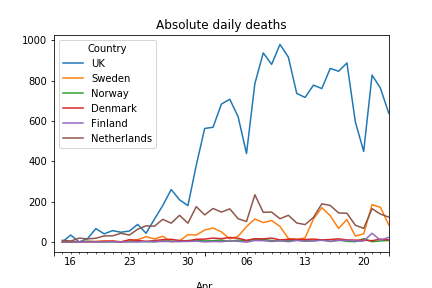 Absolute daily deaths
1000
800
600
400
200
0
Country
UK
Sweden
Norway
Denmark
Finland
Netherlands
16
23
30
06
13
20
Apr